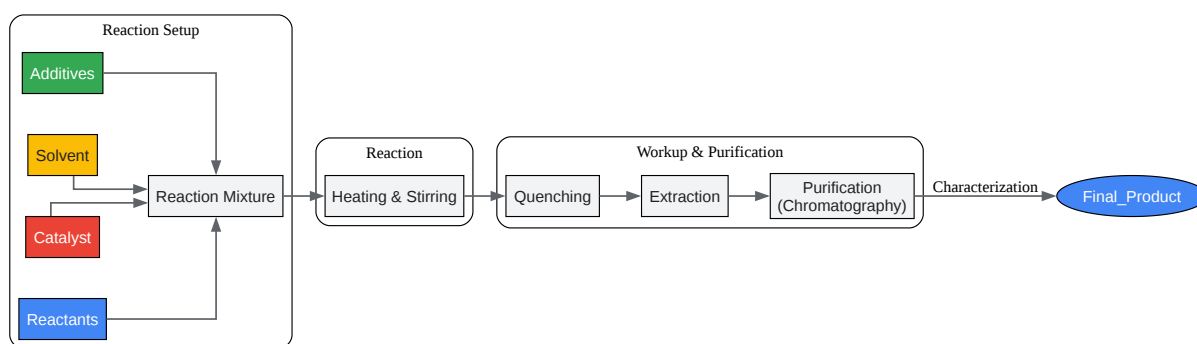 Reaction Setup
Additives
Solvent
Catalyst
Reactants
Reaction Mixture
Reaction
Heating & Stirring
Workup & Purification
Quenching
Extraction
Purification
(Chromatography)
Characterization
Final_Product